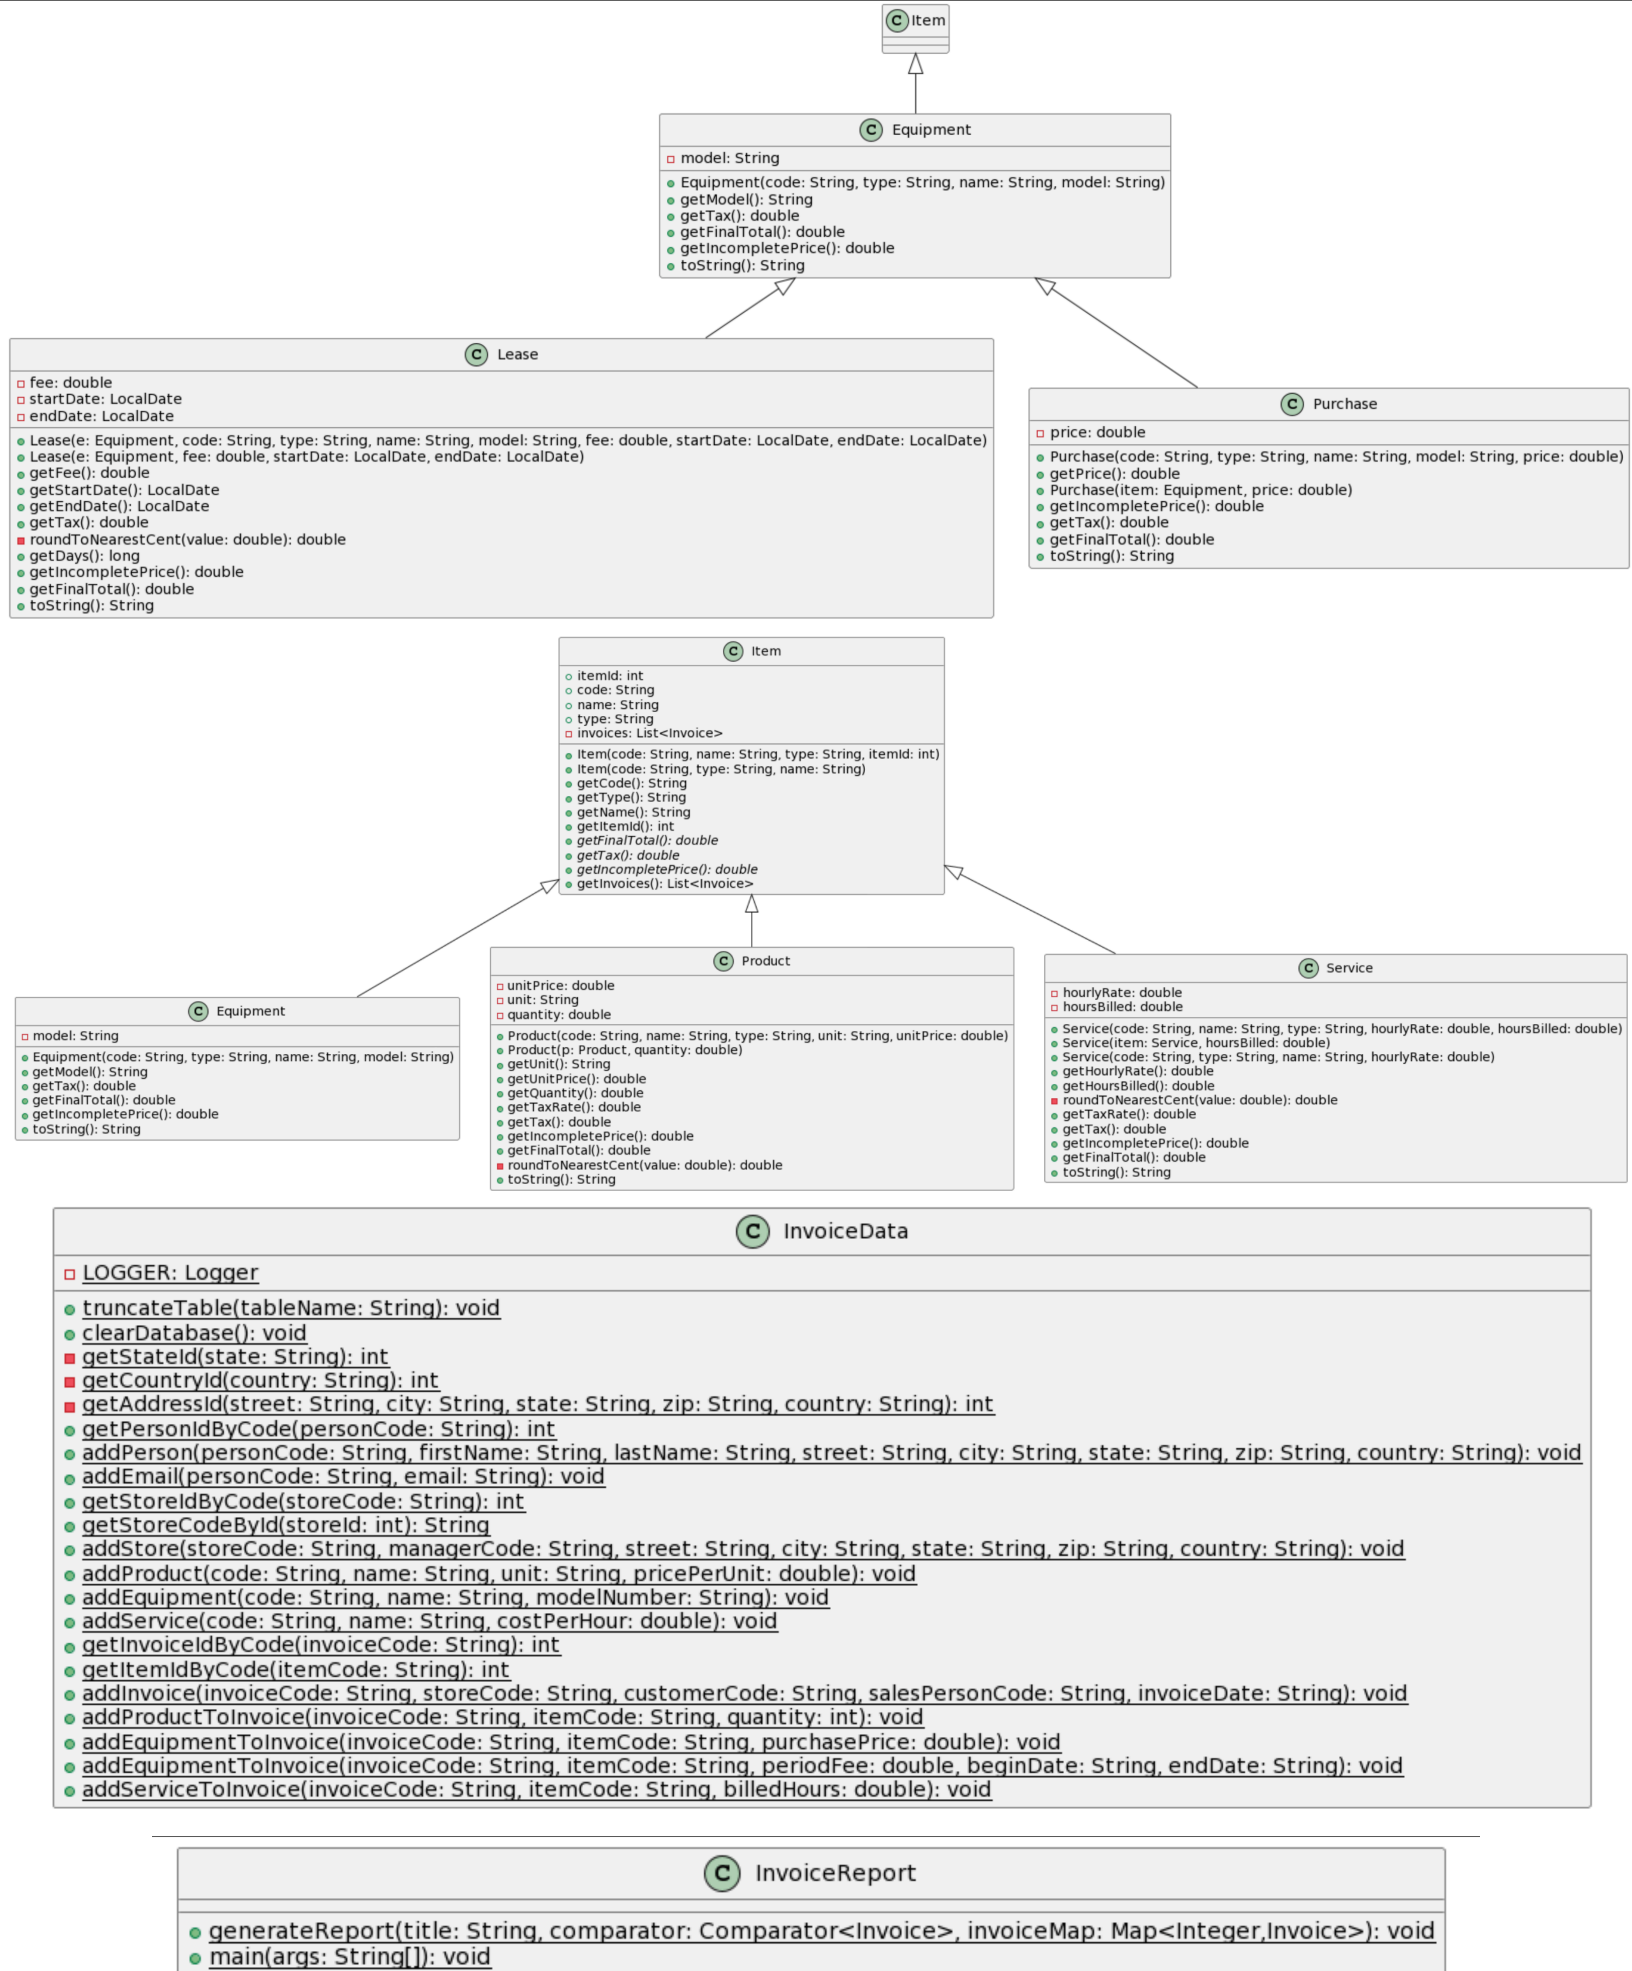 C Item
C Equipment
model: String
Equipment(code: String, type: String, name: String, model: String)
getModel(): String
getTax(): double
getFinalTotal(): double
getIncompletePrice(): double
toString(): String
C Lease
fee: double
startDate: LocalDate
endDate: LocalDate
Lease(e: Equipment, code: String, type: String, name: String, model: String, fee: double, startDate: LocalDate, endDate: LocalDate)
Lease(e: Equipment, fee: double, startDate: LocalDate, endDate: LocalDate)
getFee(): double
getStartDate(): LocalDate
getEndDate(): LocalDate
getTax(): double
roundToNearestCent(value: double): double
getDays(): long
getIncompletePrice(): double
getFinalTotal(): double
toString(): String
C Purchase
price: double
Purchase(code: String, type: String, name: String, model: String, price: double)
getPrice(): double
Purchase(item: Equipment, price: double)
getIncompletePrice(): double
getTax(): double
getFinalTotal(): double
toString(): String
C Item
itemId: int
code: String
name: String
type: String
invoices: List<Invoice>
Item(code: String, name: String, type: String, itemId: int)
Item(code: String, type: String, name: String)
getCode(): String
getType(): String
getName(): String
getItemId(): int
getFinalTotal(): double
getTax(): double
getIncompletePrice(): double
getInvoices(): List<Invoice>
C Equipment
model: String
Equipment(code: String, type: String, name: String, model: String)
getModel(): String
getTax(): double
getFinalTotal(): double
getIncompletePrice(): double
toString(): String
C Product
unitPrice: double
unit: String
quantity: double
Product(code: String, name: String, type: String, unit: String, unitPrice: double)
Product(p: Product, quantity: double)
getUnit(): String
getUnitPrice(): double
getQuantity(): double
getTaxRate(): double
getTax(): double
getIncompletePrice(): double
getFinalTotal(): double
roundToNearestCent(value: double): double
toString(): String
C Service
hourlyRate: double
hoursBilled: double
Service(code: String, name: String, type: String, hourlyRate: double, hoursBilled: double)
Service(item: Service, hoursBilled: double)
Service(code: String, type: String, name: String, hourlyRate: double)
getHourlyRate(): double
getHoursBilled(): double
roundToNearestCent(value: double): double
getTaxRate(): double
getTax(): double
getIncompletePrice(): double
getFinalTotal(): double
toString(): String
C InvoiceData
LOGGER: Logger
truncateTable(tableName: String): void
clearDatabase(): void
getStateId(state: String): int
getCountryId(country: String): int
getAddressId(street: String, city: String, state: String, zip: String, country: String): int
getPersonIdByCode(personCode: String): int
addPerson(personCode: String, firstName: String, lastName: String, street: String, city: String, state: String, zip: String, country: String): void
addEmail(personCode: String, email: String): void
getStoreIdByCode(storeCode: String): int
getStoreCodeById(storeId: int): String
addStore(storeCode: String, managerCode: String, street: String, city: String, state: String, zip: String, country: String): void
addProduct(code: String, name: String, unit: String, pricePerUnit: double): void
addEquipment(code: String, name: String, modelNumber: String): void
addService(code: String, name: String, costPerHour: double): void
getInvoiceIdByCode(invoiceCode: String): int
getItemIdByCode(itemCode: String): int
addInvoice(invoiceCode: String, storeCode: String, customerCode: String, salesPersonCode: String, invoiceDate: String): void
addProductToInvoice(invoiceCode: String, itemCode: String, quantity: int): void
addEquipmentToInvoice(invoiceCode: String, itemCode: String, purchasePrice: double): void
addEquipmentToInvoice(invoiceCode: String, itemCode: String, periodFee: double, beginDate: String, endDate: String): void
addServiceToInvoice(invoiceCode: String, itemCode: String, billedHours: double): void
C InvoiceReport
generateReport(title: String, comparator: Comparator<Invoice>, invoiceMap: Map<Integer,Invoice>): void
main(args: String[]): void